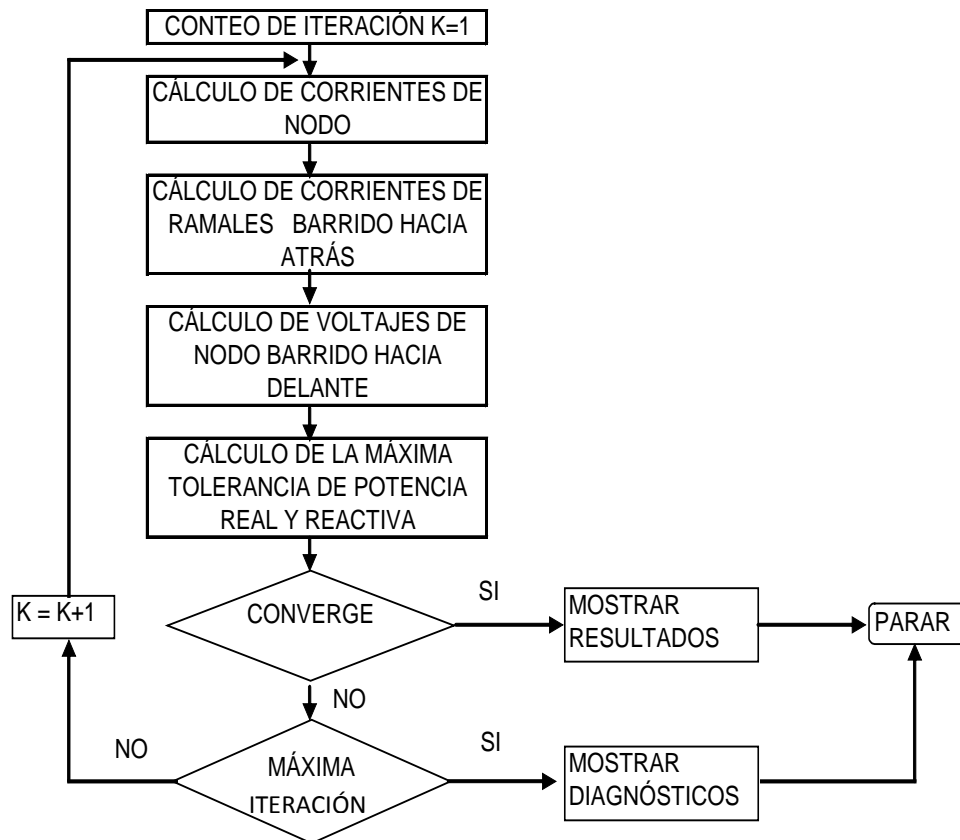 CONTEO DE ITERACIÓN K=1
CÁLCULO DE CORRIENTES DE
NODO
CÁLCULO DE CORRIENTES DE
RAMALES BARRIDO HACIA
ATRÁS
CÁLCULO DE VOLTAJES DE
NODO BARRIDO HACIA
DELANTE
CÁLCULO DE LA MÁXIMA
TOLERANCIA DE POTENCIA
REAL Y REACTIVA
CONVERGE
SI
MOSTRAR
RESULTADOS
PARAR
K = K+1
NO
NO
MÁXIMA
ITERACIÓN
SI
MOSTRAR
DIAGNÓSTICOS